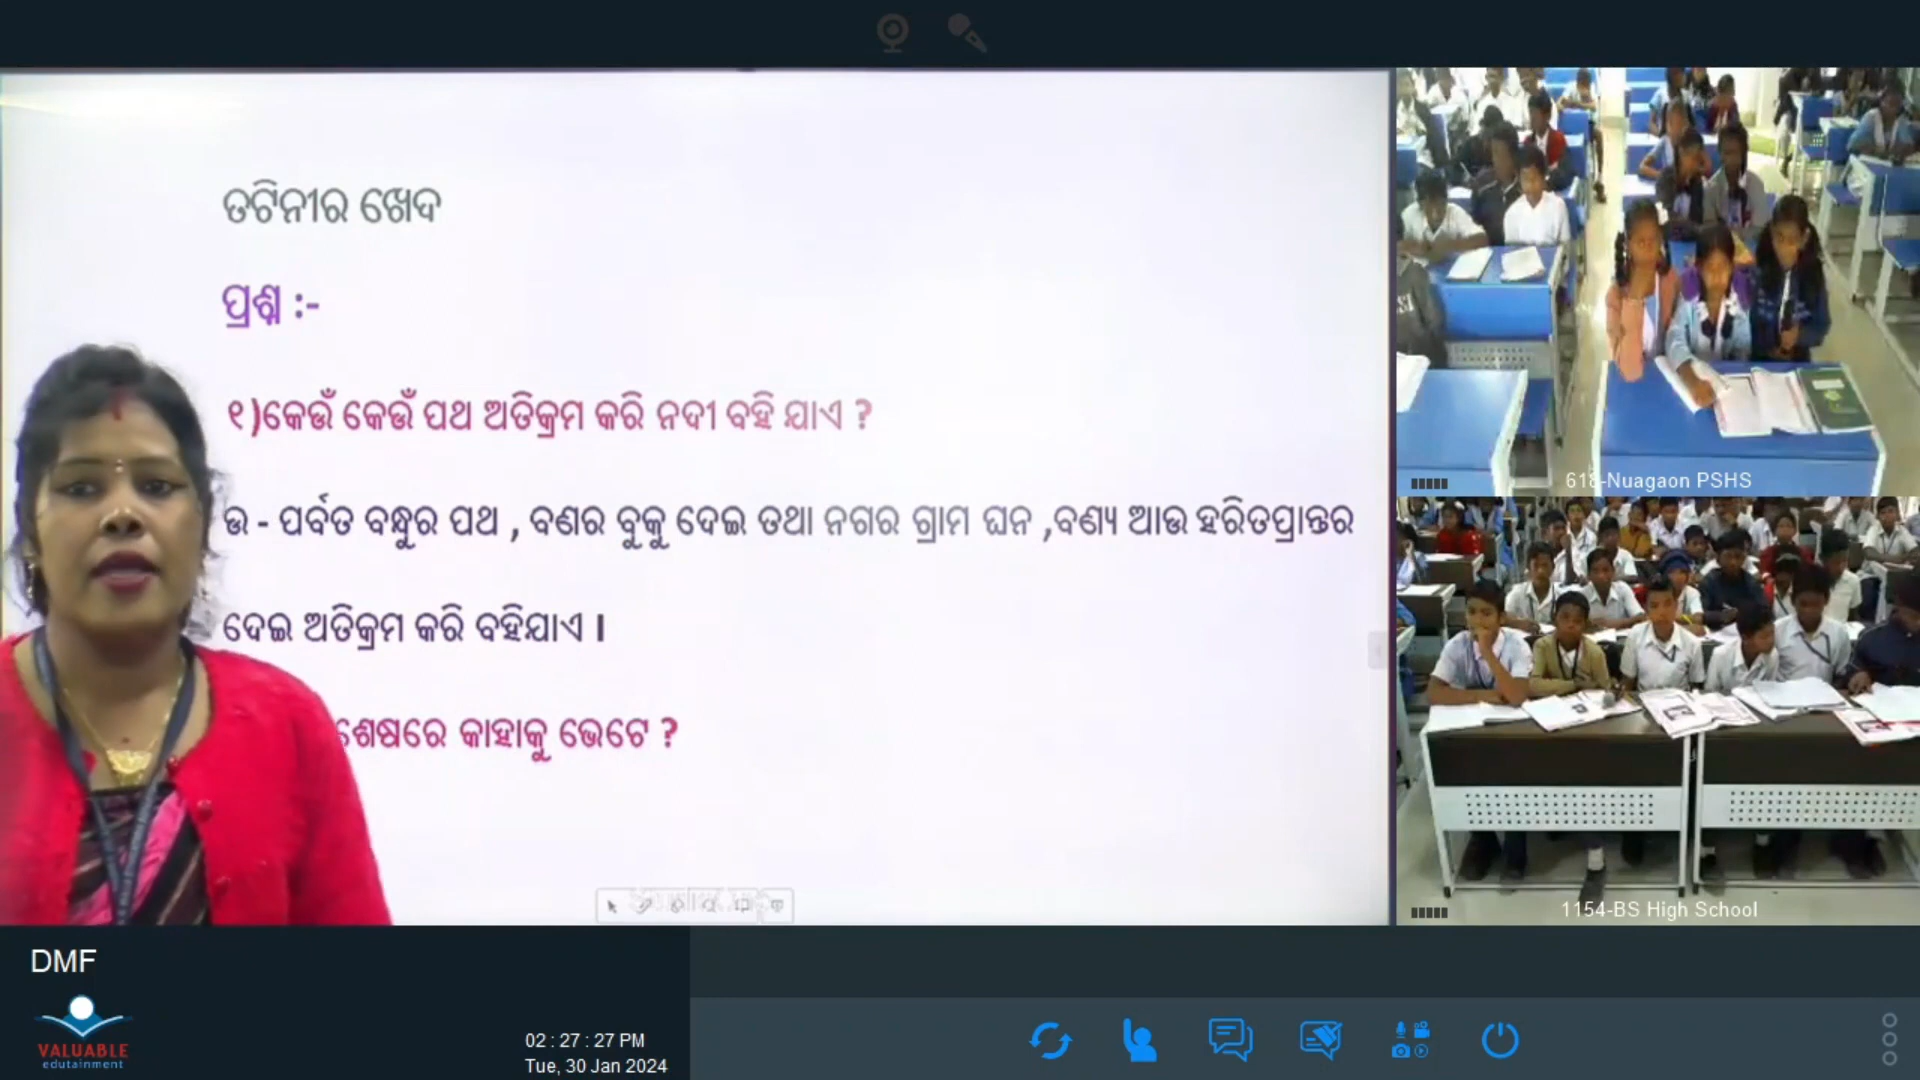 ତଟିନୀର ଖେଦ
ପ୍ରଶ୍ନ :-
୧)କେଉଁ କେଉଁ ପଥ ଅତିକ୍ରମ କରି ନଦୀ ବହି ଯାଏ ?
ଉ - ପର୍ବତ ବନ୍ଧୁର ପଥ , ବଣର ବୁକୁ ଦେଇ ତଥା ନଗର ଗ୍ରାମ ଘନ ,ବଣ୍ୟ ଆଉ ହରିତପ୍ରାନ୍ତର
ଦେଇ ଅତିକ୍ରମ କରି ବହିଯାଏ ।
ଶେଷରେ କାହାକୁ ଭେଟେ ?
618-Nuagaon PSHS
1154-BS High School
DMF
VALUABLE
edutainment
02 : 27 : 27 PM
Tue, 30 Jan 2024